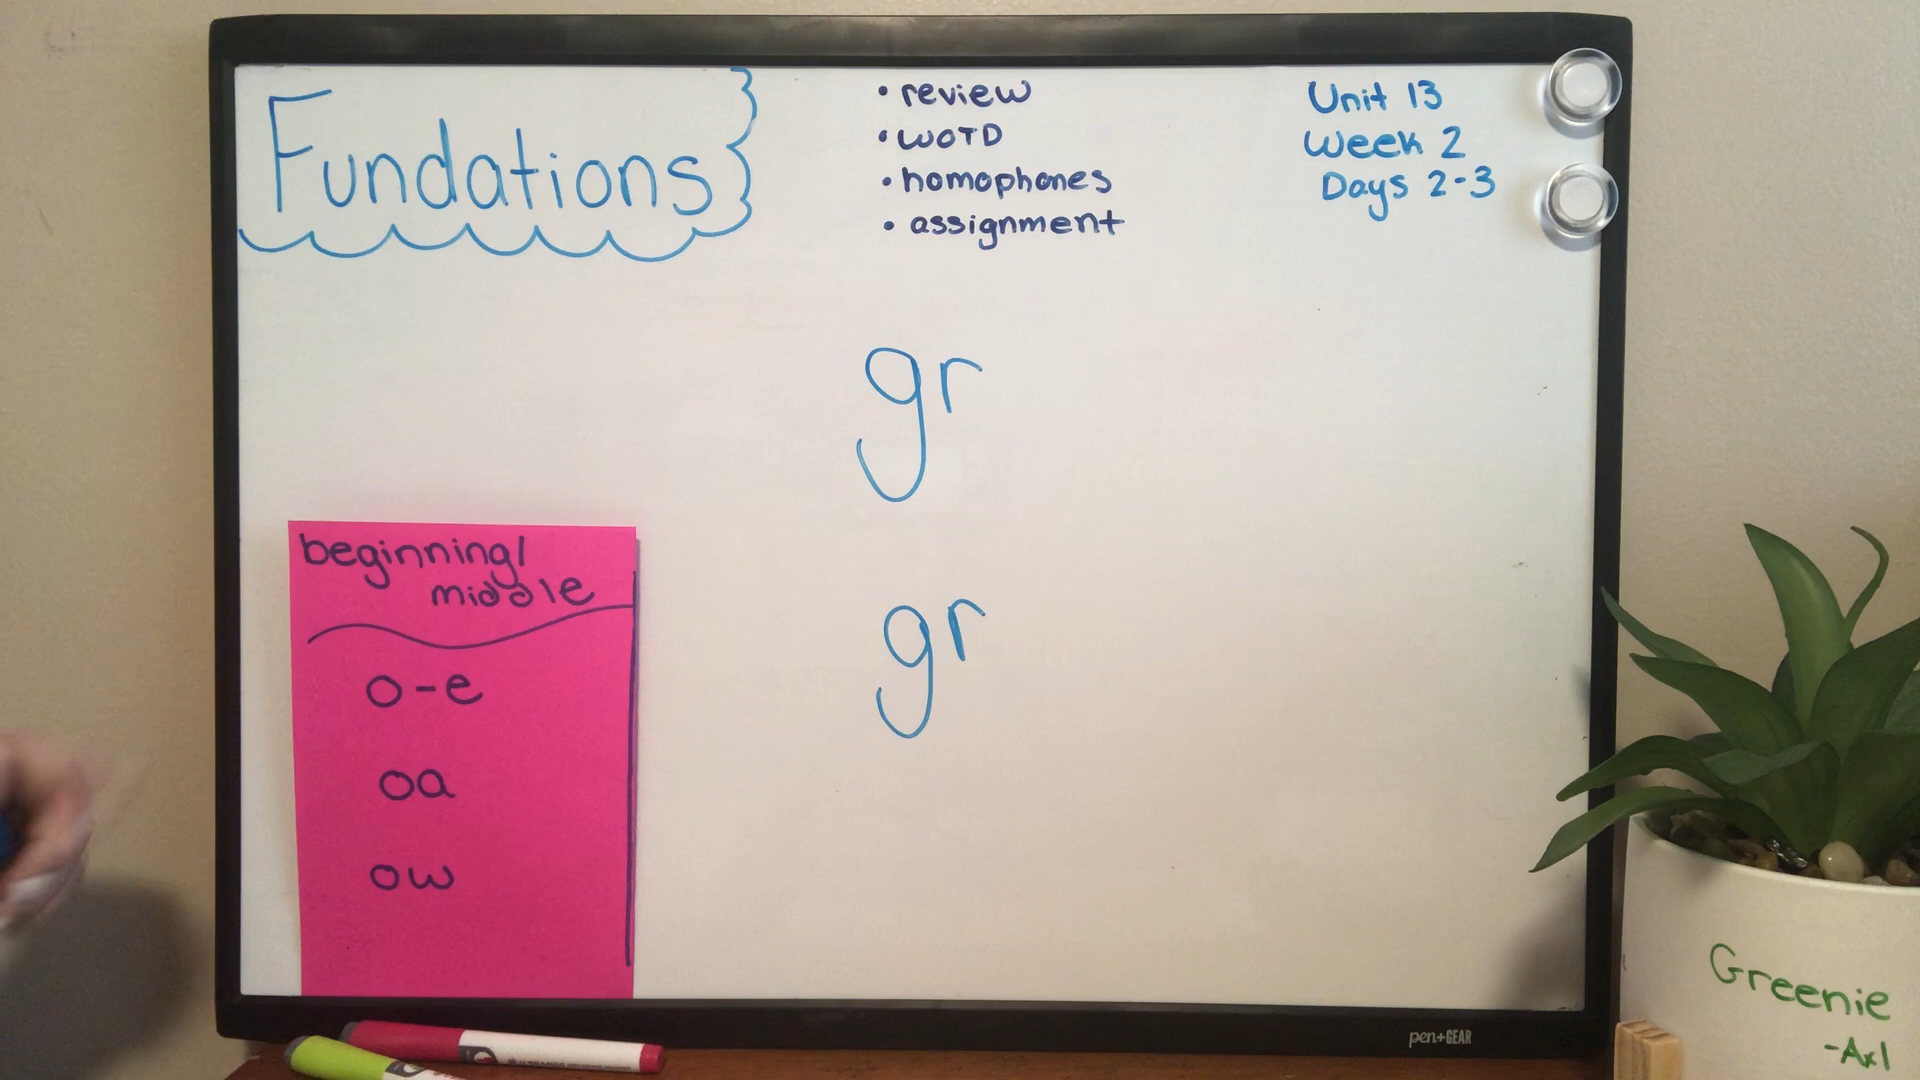 Fundations
• review
• WOTD
• homophones
• assignment
Unit 13
Week 2
Days 2-3
gr
gr
beginning/
middle
o-e
oa
ow
pen+GEAR
Greenie
-Axl